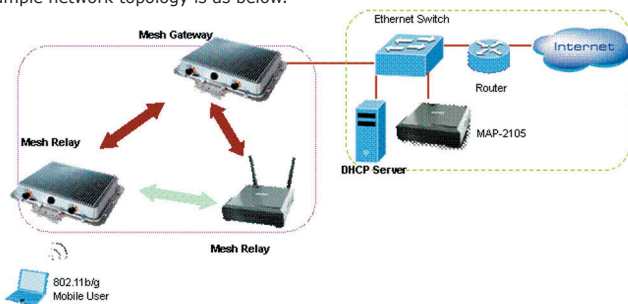 ample network topology is as below:
Ethernet Switch
Mesh Gateway
Internet
Router
Mesh Relay
MAP-2105
DHCP Server
Mesh Relay
802.11b/g
Mobile User